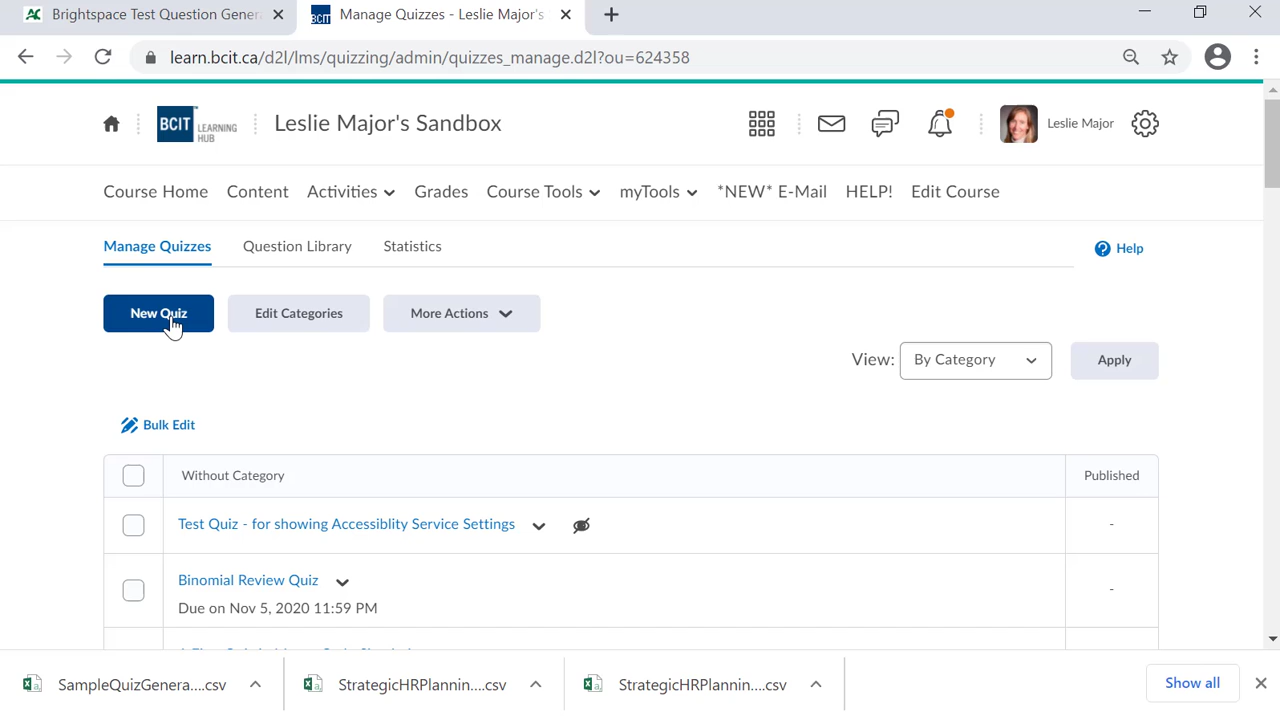 Brightspace Test Question Genera
Manage Quizzes - Leslie Major's
learn.bcit.ca/d2l/lms/quizzing/admin/quizzes_manage.d2l?ou=624358
BCIT LEARNING HUB
Leslie Major's Sandbox
Leslie Major
Course Home Content Activities Grades Course Tools myTools *NEW* E-Mail HELP! Edit Course
Manage Quizzes Question Library Statistics
Help
New Quiz Edit Categories More Actions
View: By Category Apply
Bulk Edit
Without Category Published
Test Quiz - for showing Accessiblity Service Settings -
Binomial Review Quiz -
Due on Nov 5, 2020 11:59 PM
SampleQuizGenera....csv StrategicHRPlannin....csv StrategicHRPlannin....csv Show all